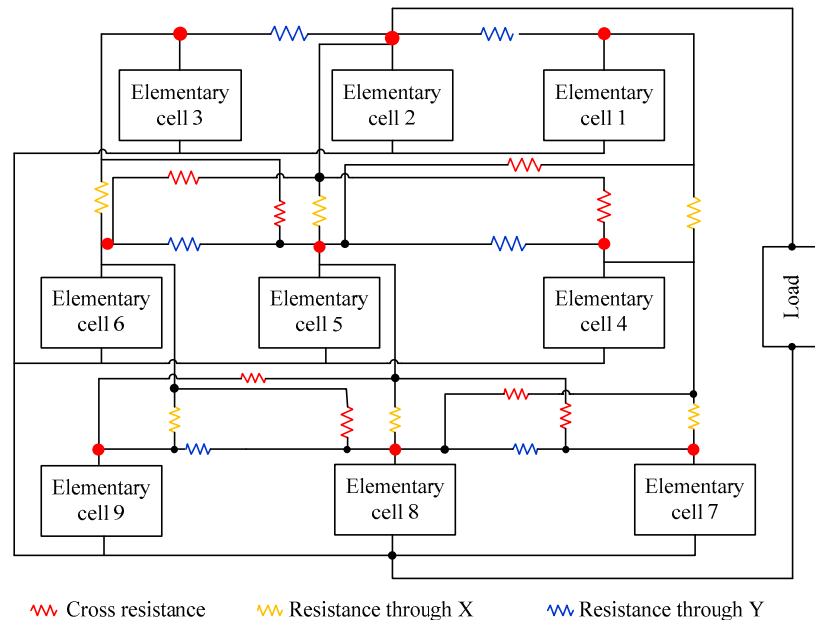 Elementary
cell 3
Elementary
cell 2
Elementary
cell 1
Elementary
cell 6
Elementary
cell 5
Elementary
cell 4
Load
Elementary
cell 9
Elementary
cell 8
Elementary
cell 7
Cross resistance
Resistance through X
Resistance through Y